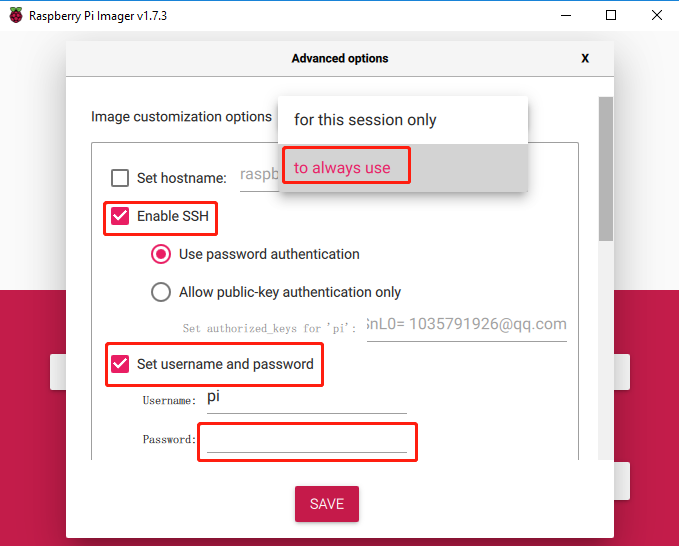 Raspberry Pi Imager v1.7.3
Advanced options
X
Image customization options
for this session only
to always use
Set hostname:
Enable SSH
Use password authentication
Allow public-key authentication only
Set authorized_keys for 'pi': 1035791926@qq.com
Set username and password
Username: pi
Password:
SAVE